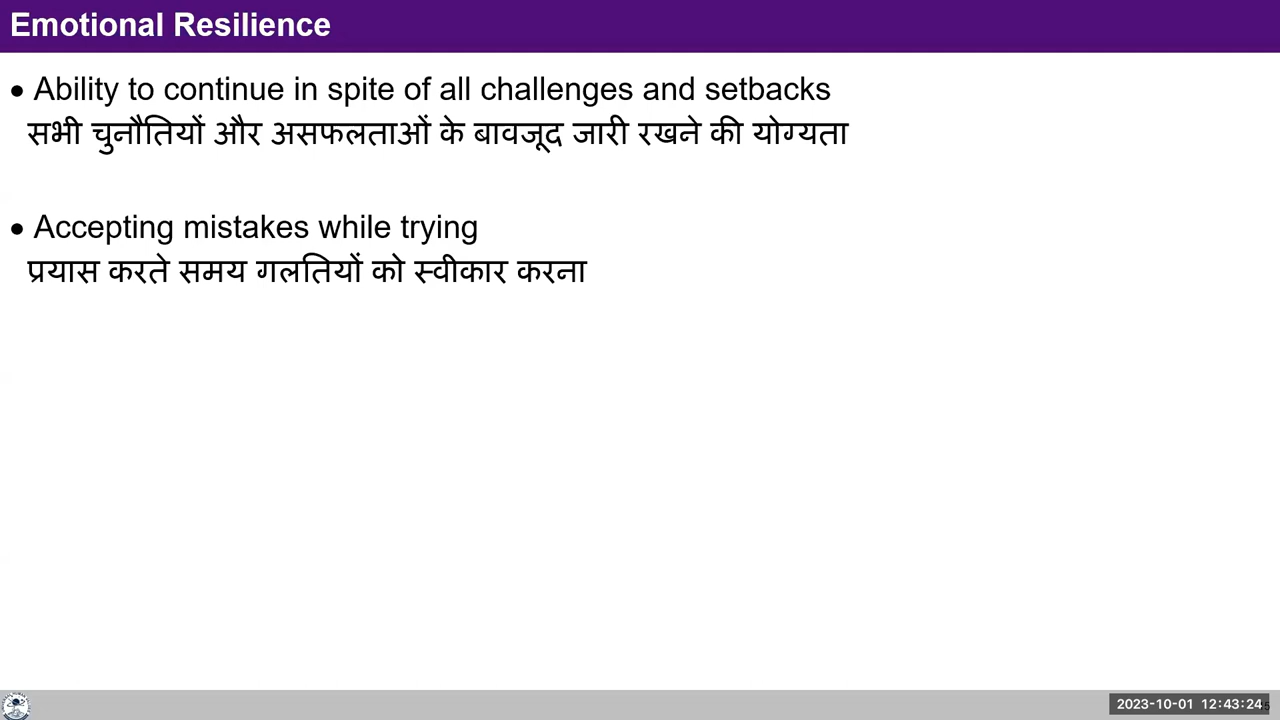 Emotional Resilience
• Ability to continue in spite of all challenges and setbacks
सभी चुनौतियों और असफलताओं के बावजूद जारी रखने की योग्यता
• Accepting mistakes while trying
प्रयास करते समय गलतियों को स्वीकार करना
2023-10-01 12:43:24